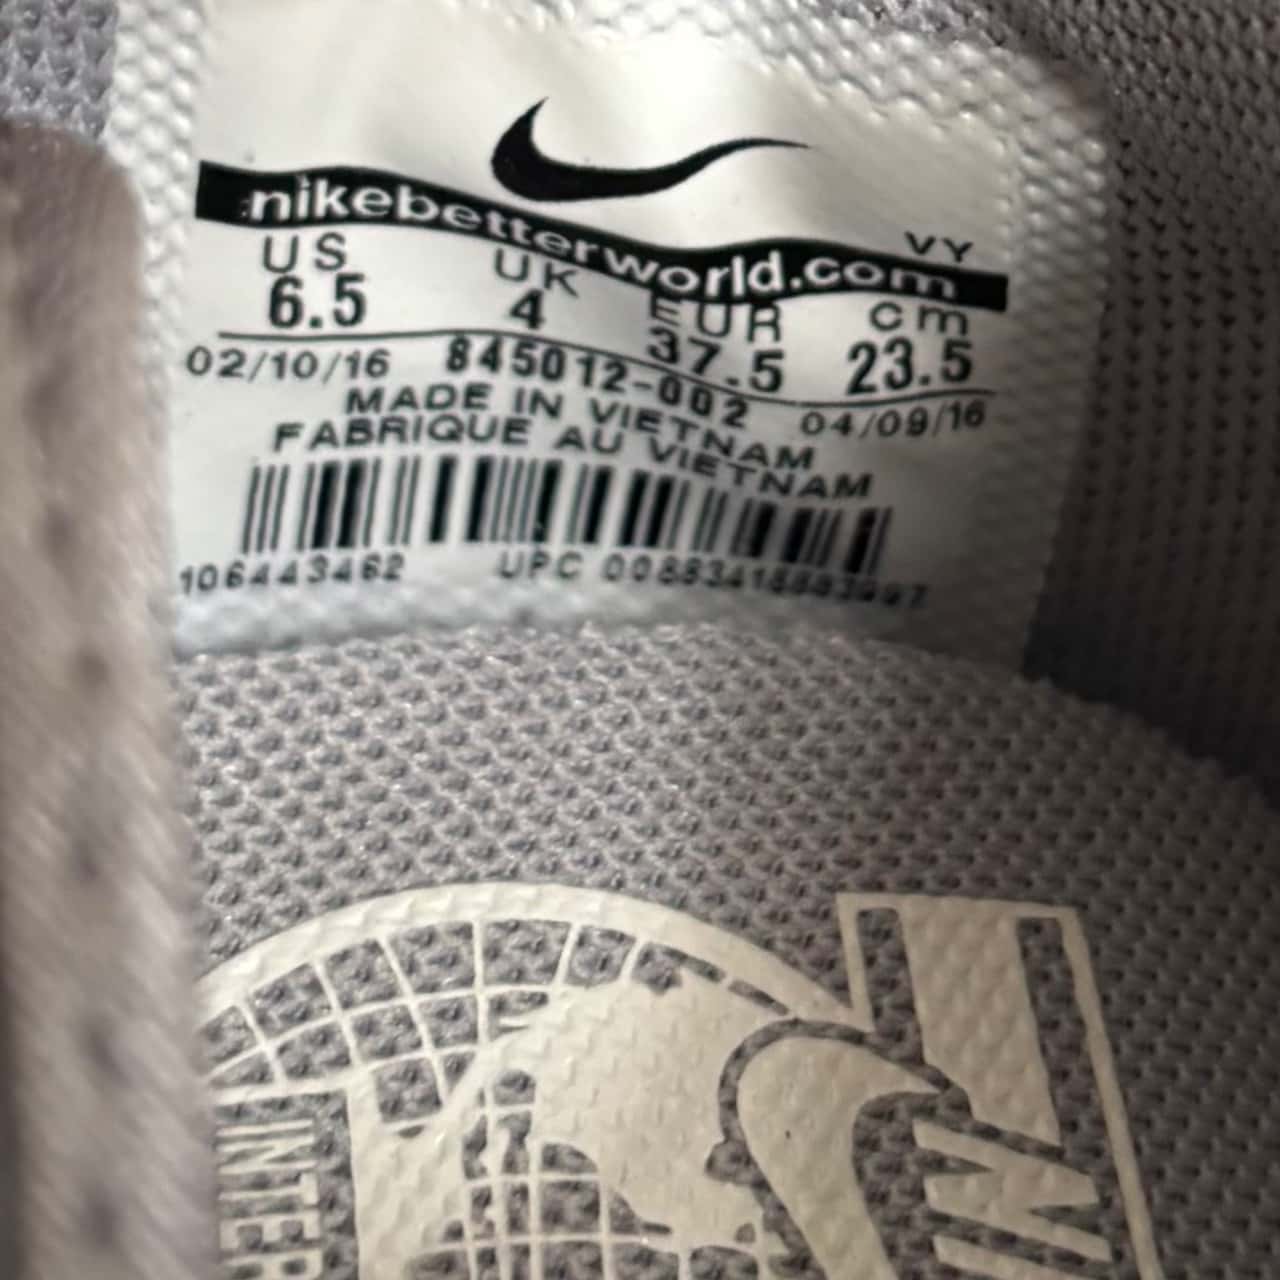 nikebetterworld.com
VY
US UK EUR cm
6.5 4 37.5 23.5
02/10/16 845012-002 04/09/16
MADE IN VIETNAM
FABRIQUE AU VIETNAM
106443462 UPC
INTER